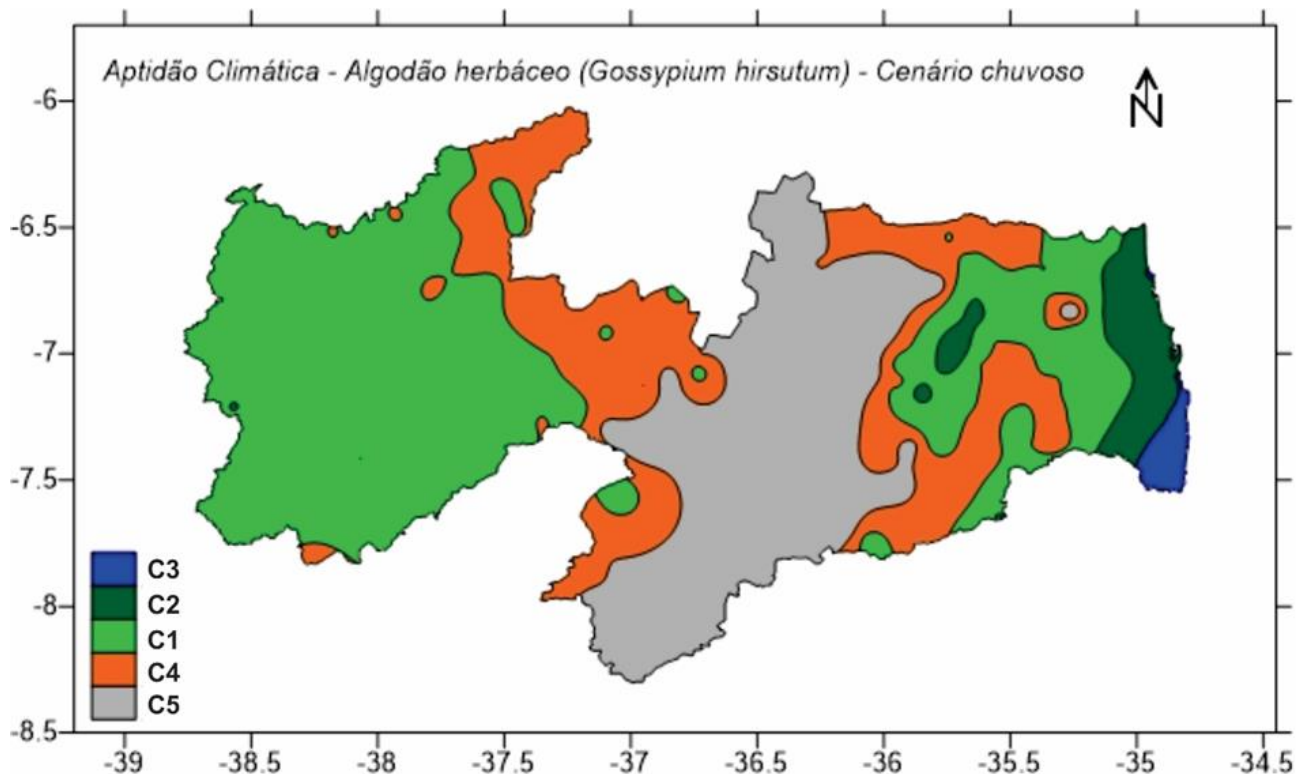 Aptidão Climática - Algodão herbáceo (Gossypium hirsutum) - Cenário chuvoso
N
-6
-6.5
-7
-7.5
-8
-8.5
C3
C2
C1
C4
C5
-39 -38.5 -38 -37.5 -37 -36.5 -36 -35.5 -35 -34.5